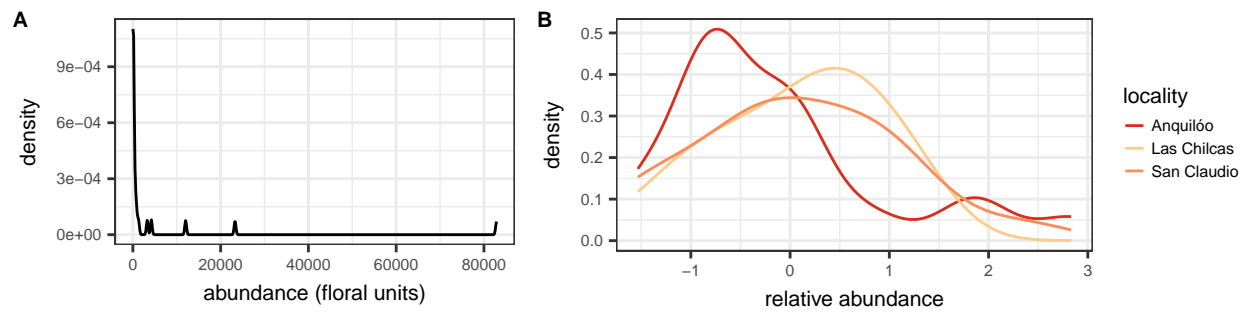 A
9e−04
6e−04
3e−04
0e+00
density
0 20000 40000 60000 80000
abundance (floral units)
B
0.5
0.4
0.3
0.2
0.1
0.0
density
−1 0 1 2 3
relative abundance
locality
Anquilóo
Las Chilcas
San Claudio